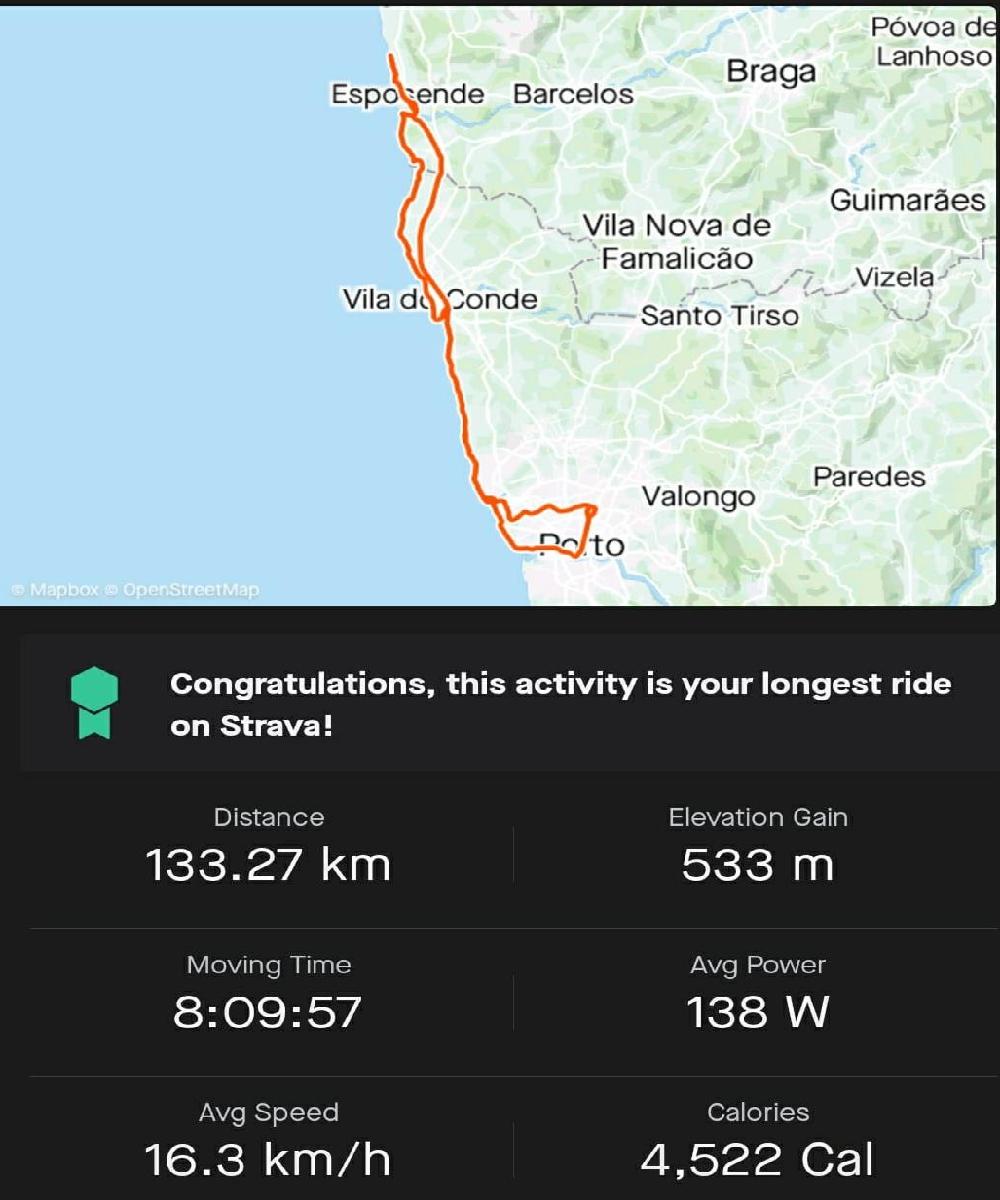 Póvoa de
Lanhoso
Braga
Esposende
Barcelos
Guimarães
Vila Nova de
Famalicão
Vizela
Vila do Conde
Santo Tirso
Paredes
Valongo
Porto
© Mapbox © OpenStreetMap
Congratulations, this activity is your longest ride
on Strava!
Distance
133.27 km
Elevation Gain
533 m
Moving Time
8:09:57
Avg Power
138 W
Avg Speed
16.3 km/h
Calories
4,522 Cal